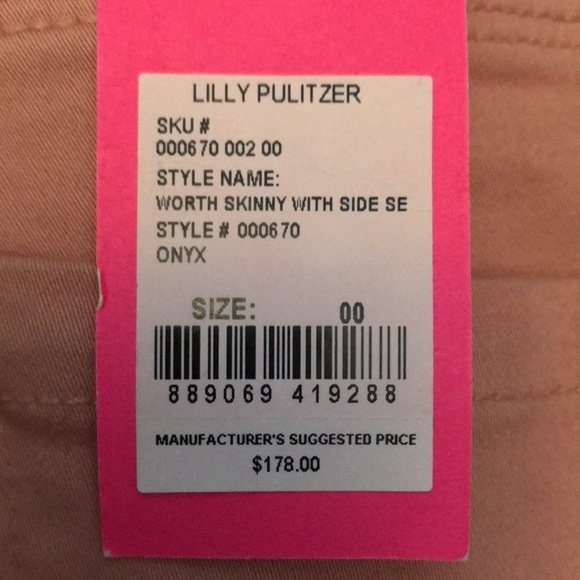 LILLY PULITZER
SKU #
000670 002 00
STYLE NAME:
WORTH SKINNY WITH SIDE SE
STYLE # 000670
ONYX
SIZE: 00
889069 419288
MANUFACTURER'S SUGGESTED PRICE
$178.00